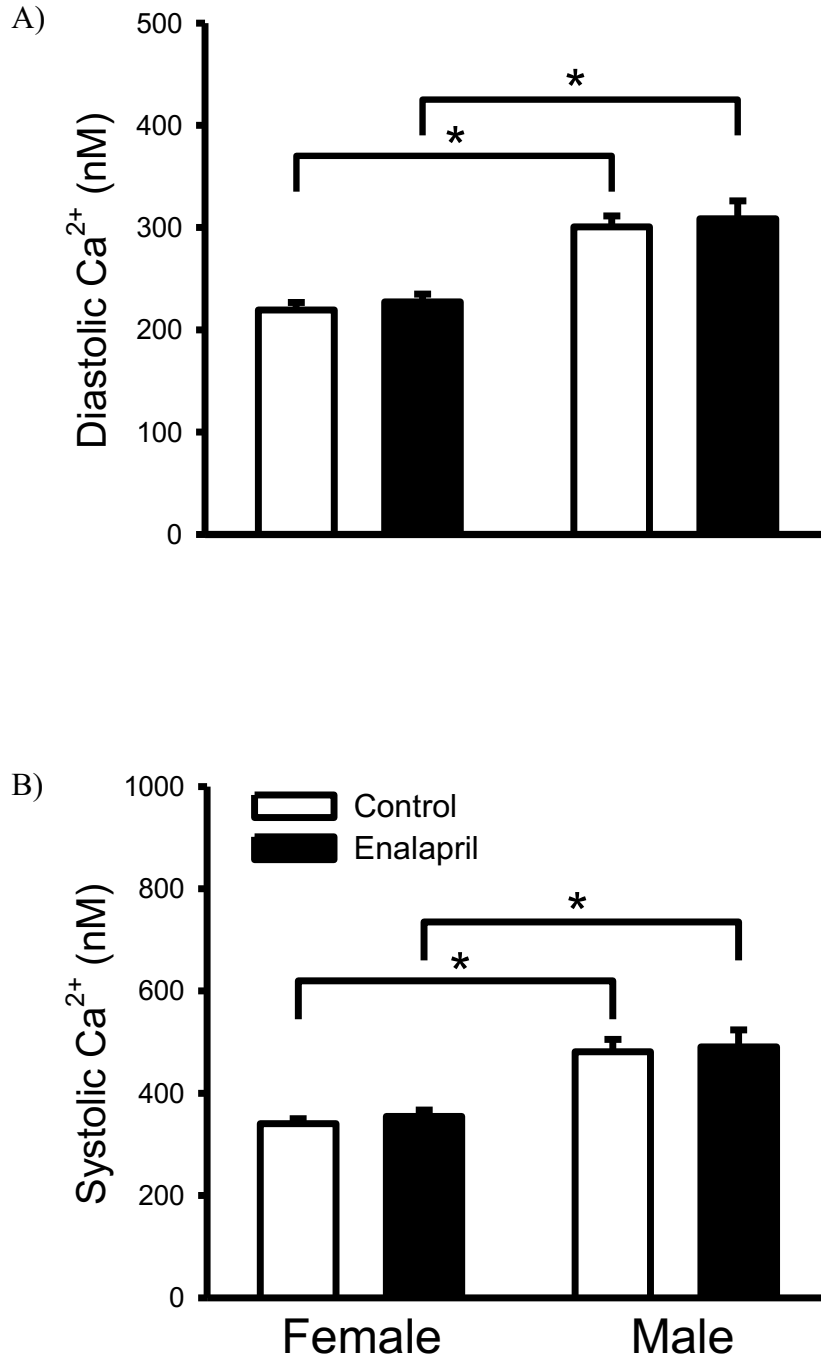 A)
500
400
300
200
100
0
Diastolic Ca2+ (nM)
*
*
B)
1000
800
600
400
200
0
Systolic Ca2+ (nM)
Control
Enalapril
*
*
Female Male